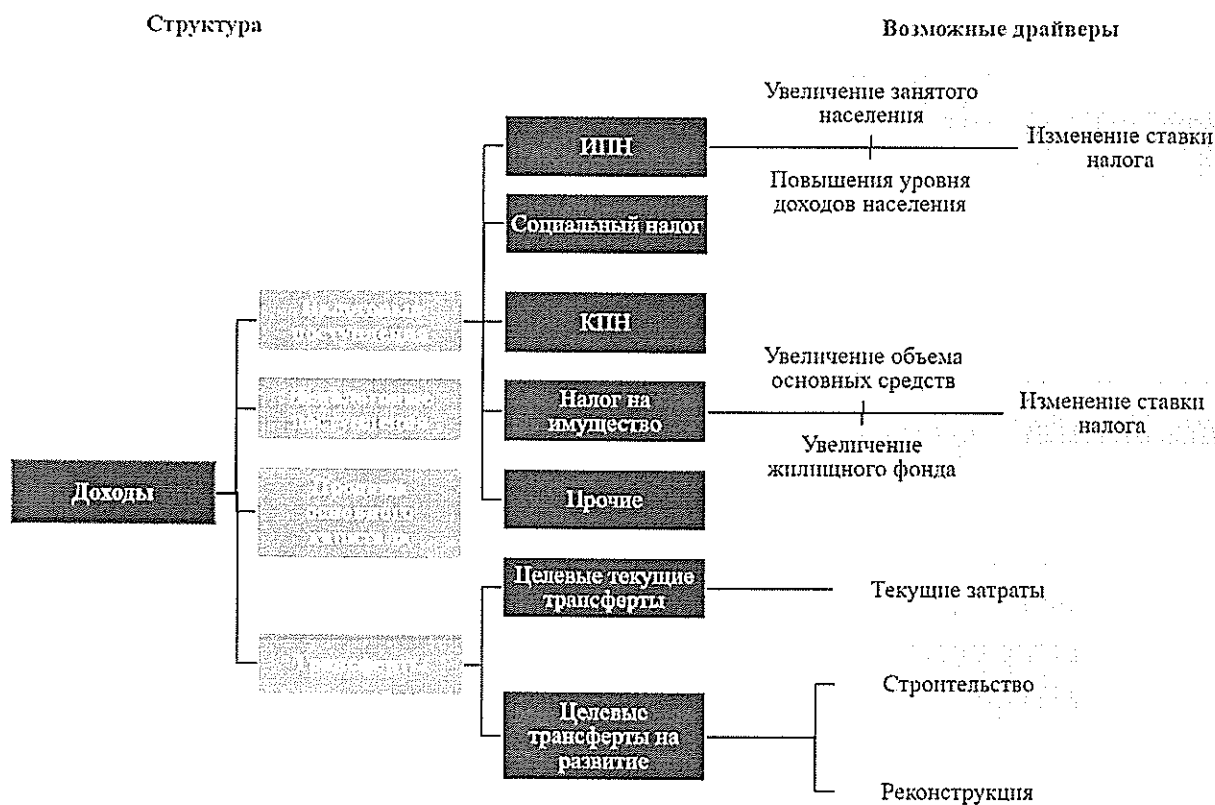 Структура
Возможные драйверы
Увеличение занятого
населения
ИПН
Изменение ставки
налога
Повышения уровня
доходов населения
Социальный налог
поступления
КПН
Увеличение объема
основных средств
Налог на
имущество
Изменение ставки
налога
Увеличение
жилищного фонда
Доходы
Прочие
Целевые текущие
трансферты
Текущие затраты
Строительство
Целевые
трансферты на
развитие
Реконструкция